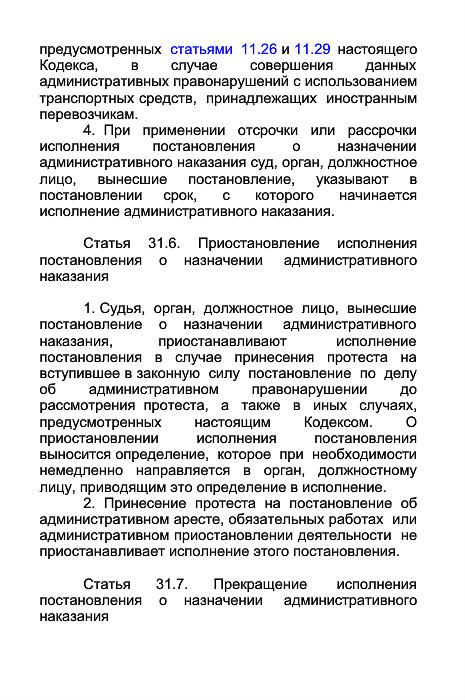 предусмотренных статьями 11.26 и 11.29 настоящего
Кодекса, в случае совершения данных
административных правонарушений с использованием
транспортных средств, принадлежащих иностранным
перевозчикам.
4. При применении отсрочки или рассрочки
исполнения постановления о назначении
административного наказания суд, орган, должностное
лицо, вынесшие постановление, указывают в
постановлении срок, с которого начинается
исполнение административного наказания.
Статья 31.6. Приостановление исполнения
постановления о назначении административного
наказания
1. Судья, орган, должностное лицо, вынесшие
постановление о назначении административного
наказания, приостанавливают исполнение
постановления в случае принесения протеста на
вступившее в законную силу постановление по делу
об административном правонарушении до
рассмотрения протеста, а также в иных случаях,
предусмотренных настоящим Кодексом. О
приостановлении исполнения постановления
выносится определение, которое при необходимости
немедленно направляется в орган, должностному
лицу, приводящим это определение в исполнение.
2. Принесение протеста на постановление об
административном аресте, обязательных работах или
административном приостановлении деятельности не
приостанавливает исполнение этого постановления.
Статья 31.7. Прекращение исполнения
постановления о назначении административного
наказания